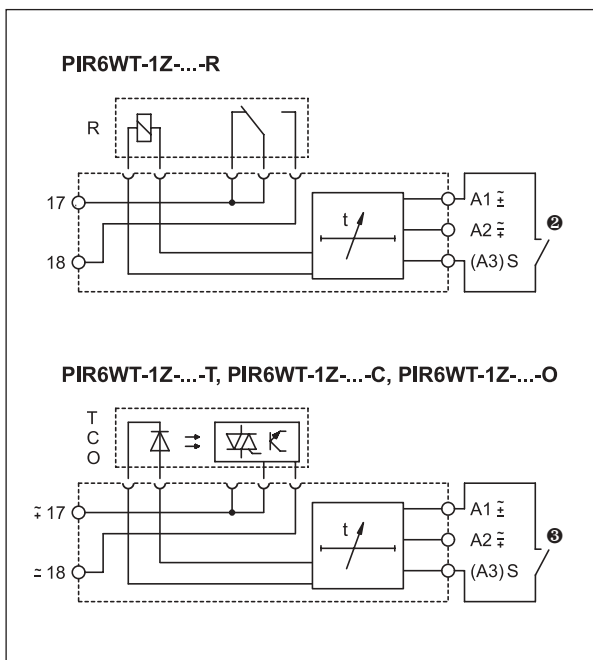 PIR6WT-1Z-...-R
R
17
18
t
A1 ≂
A2 ≂
(A3) S
❷
PIR6WT-1Z-...-T, PIR6WT-1Z-...-C, PIR6WT-1Z-...-O
T
C
O
~
+ 17
~
- 18
t
A1 ~
±
A2 ~
+
(A3) S
❸